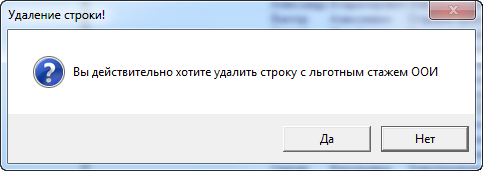 Удаление строки!
Вы действительно хотите удалить строку с льготным стажем ООИ
Да
Нет